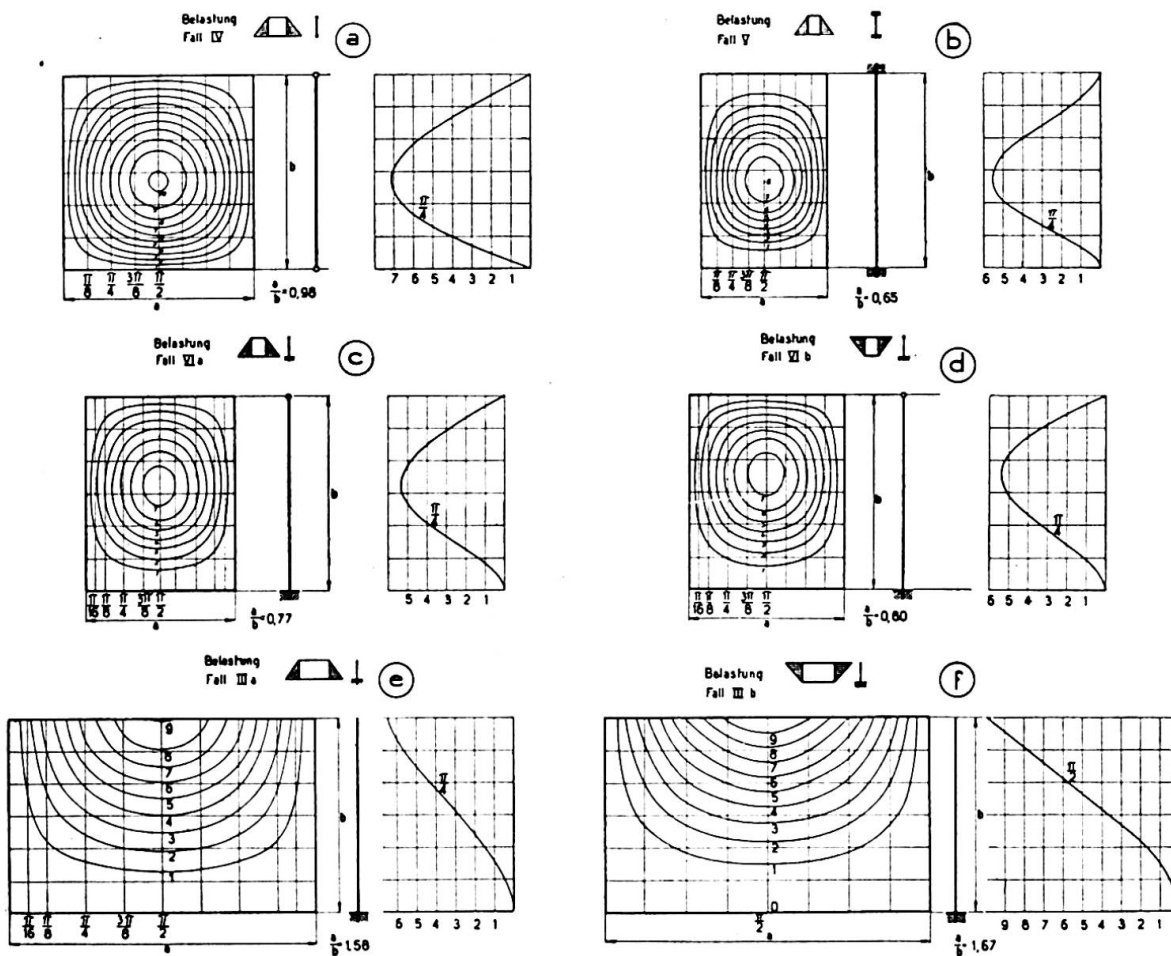 Belastung
Fall IV
a
b
7 6 5 4 3 2 1
π/4
π/8 π/4 3π/8 π/2
a
a/b = 0,98
Belastung
Fall V
b
b
6 5 4 3 2 1
π/4
π/8 π/4 3π/8 π/2
a
a/b = 0,65
Belastung
Fall VI a
c
b
5 4 3 2 1
π/4
π/16 π/8 π/4 3π/8 π/2
a
a/b = 0,77
Belastung
Fall VI b
d
b
6 5 4 3 2 1
π/4
π/16 π/8 π/4 3π/8 π/2
a
a/b = 0,80
Belastung
Fall III a
e
9
8
7
6
5
4
3
2
1
b
π/4
π/16 π/8 π/4 3π/8 π/2
6 5 4 3 2 1
a
a/b = 1,58
Belastung
Fall III b
f
9
8
7
6
5
4
3
2
1
0
b
π/2
π/2
9 8 7 6 5 4 3 2 1
a
a/b = 1,67